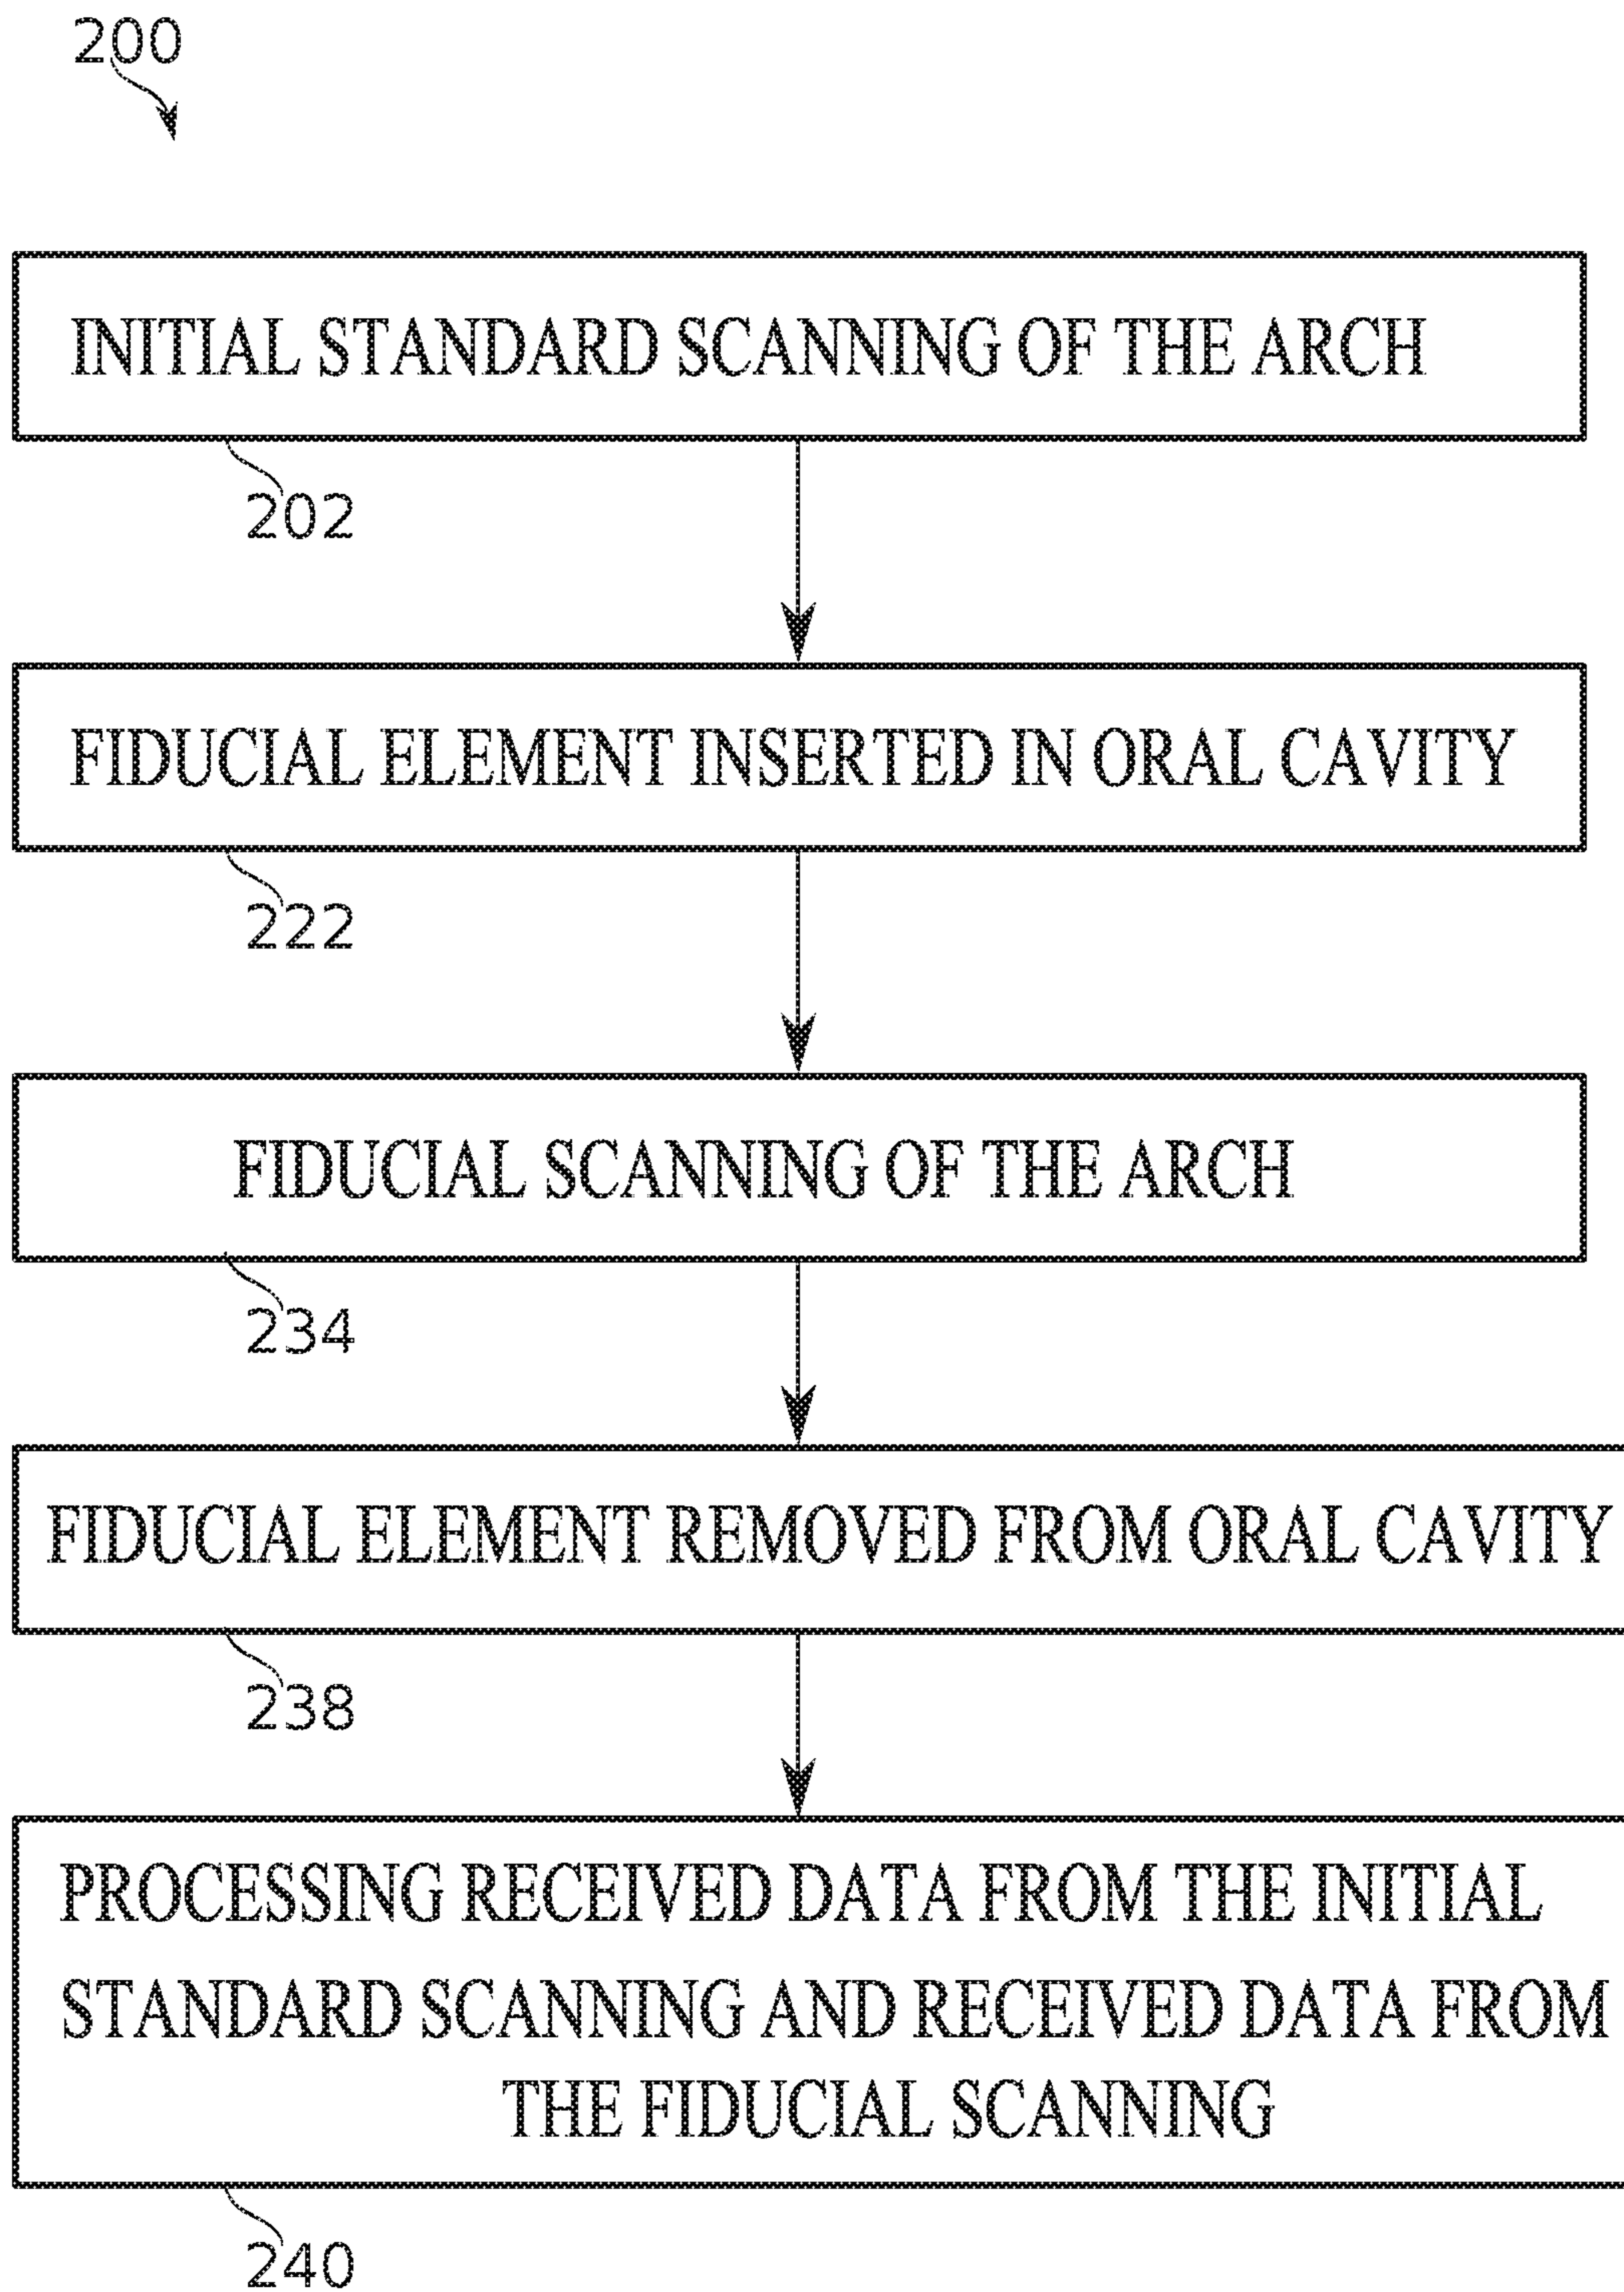 200
INITIAL STANDARD SCANNING OF THE ARCH
202
FIDUCIAL ELEMENT INSERTED IN ORAL CAVITY
222
FIDUCIAL SCANNING OF THE ARCH
234
FIDUCIAL ELEMENT REMOVED FROM ORAL CAVITY
238
PROCESSING RECEIVED DATA FROM THE INITIAL
STANDARD SCANNING AND RECEIVED DATA FROM
THE FIDUCIAL SCANNING
240